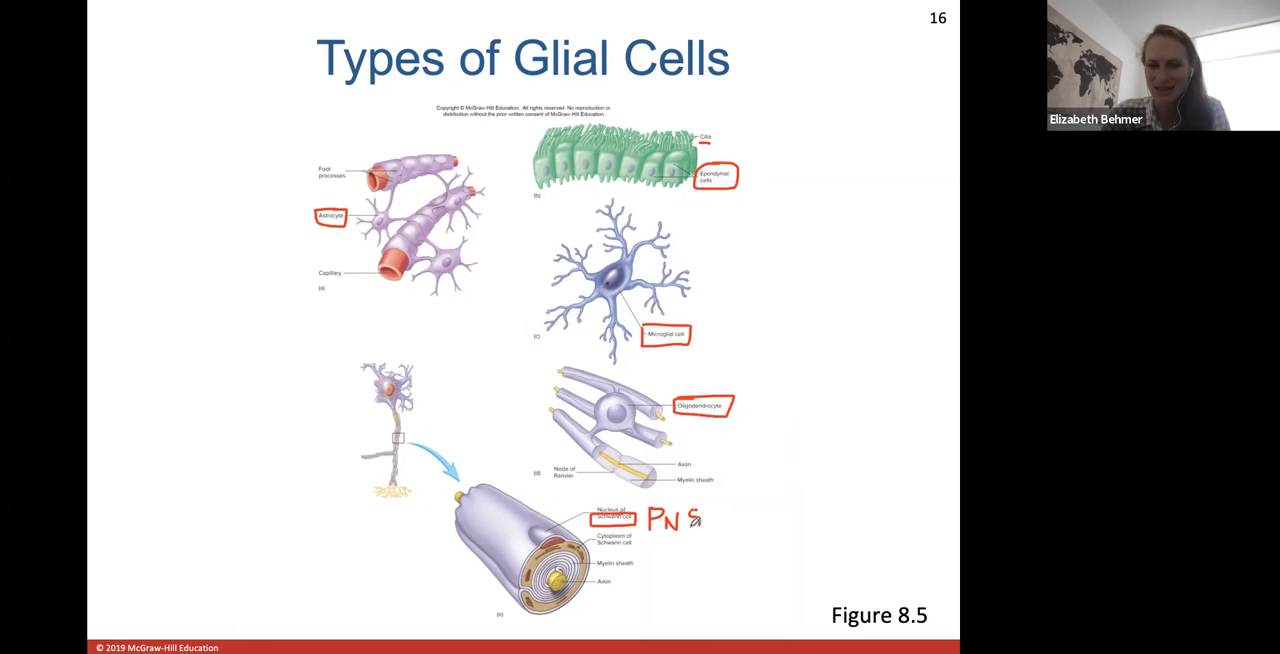 16
Types of Glial Cells
Copyright © McGraw-Hill Education. All rights reserved. No reproduction or
distribution without the prior written consent of McGraw-Hill Education.
Elizabeth Behmer
Foot
processes
Astrocyte
Capillary
(a)
Cilia
Ependymal
cells
(b)
Microglial cell
(c)
Oligodendrocyte
Node of
Ranvier
Axon
Myelin sheath
(d)
Nucleus of
Schwann cell
PNS
Cytoplasm of
Schwann cell
Myelin sheath
Axon
(e)
Figure 8.5
© 2019 McGraw-Hill Education